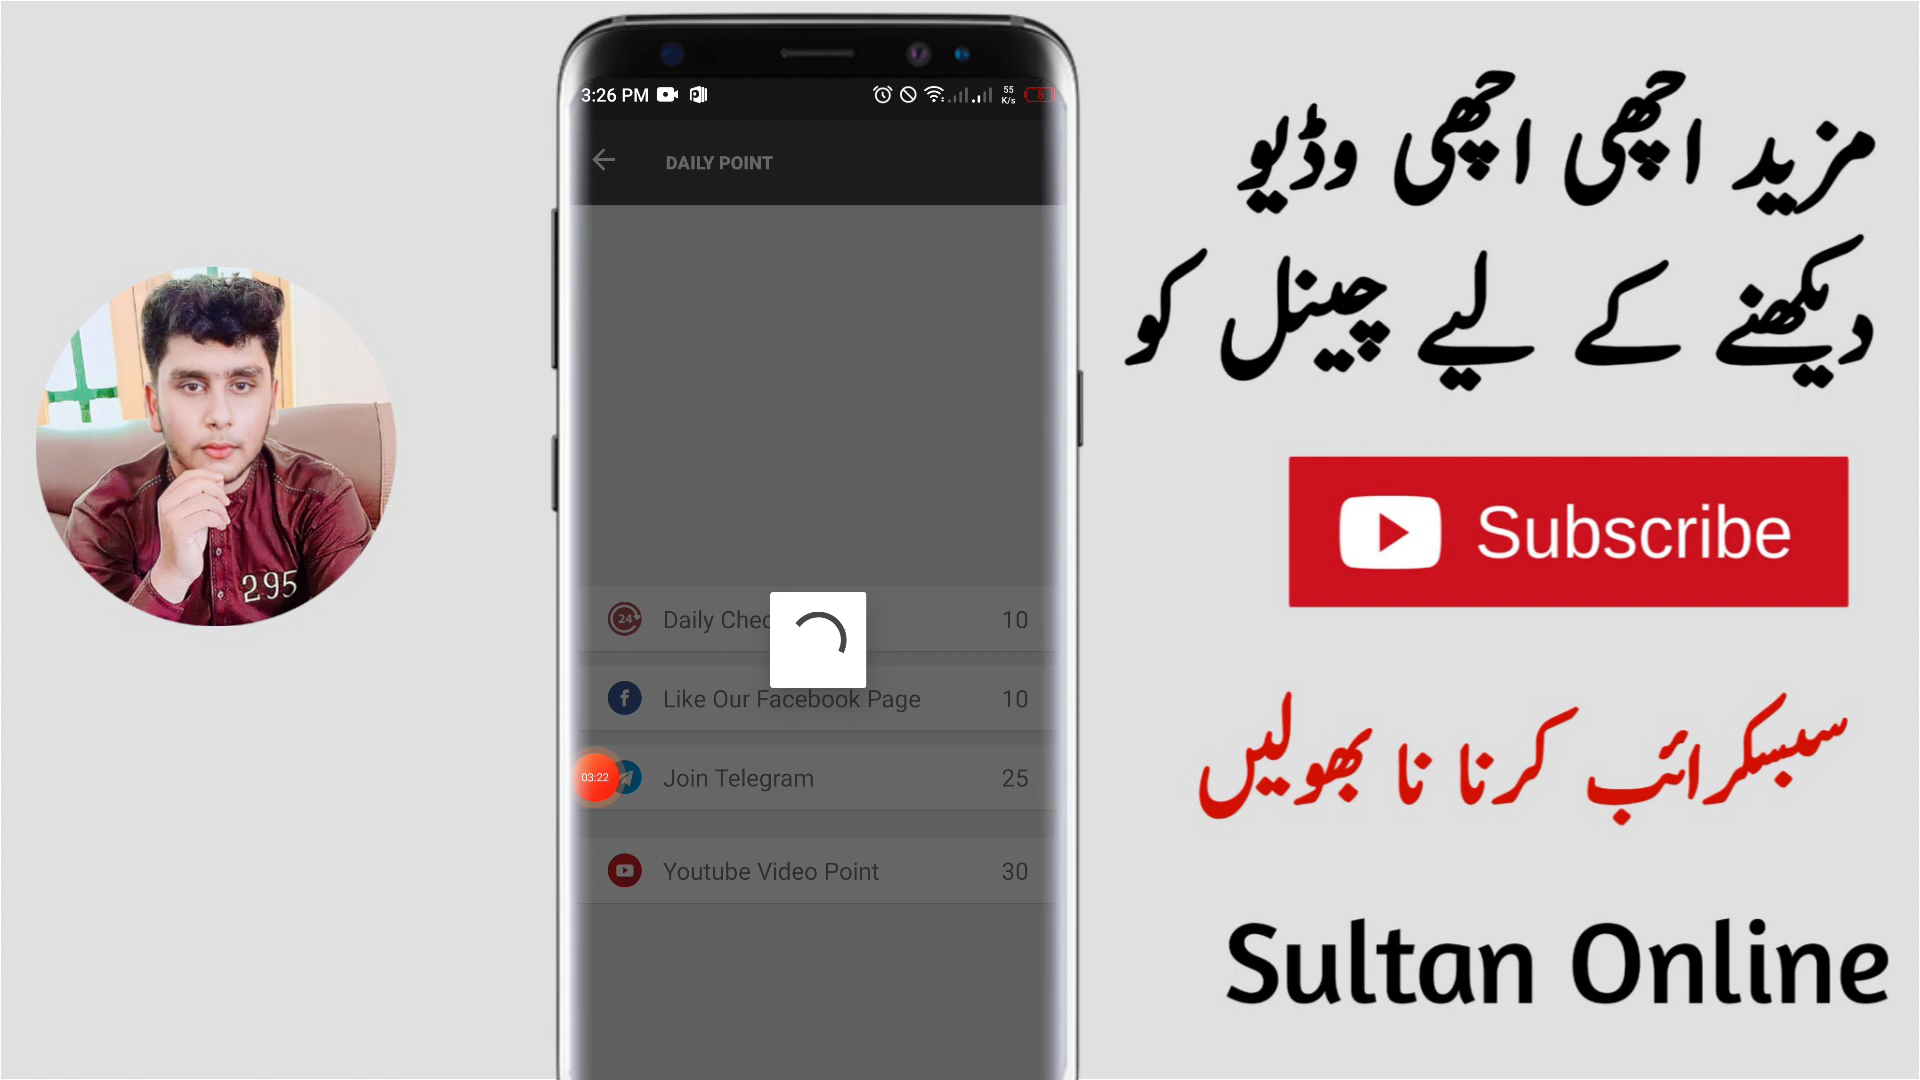 3:26 PM
55
K/s
8
DAILY POINT
24
Daily Chec
10
Like Our Facebook Page
10
03:22
Join Telegram
25
Youtube Video Point
30
295
مزید اچھی اچھی وڈیو
دیکھنے کے لیے چینل کو
Subscribe
سبسکرائب کرنا نا بھولیں
Sultan Online